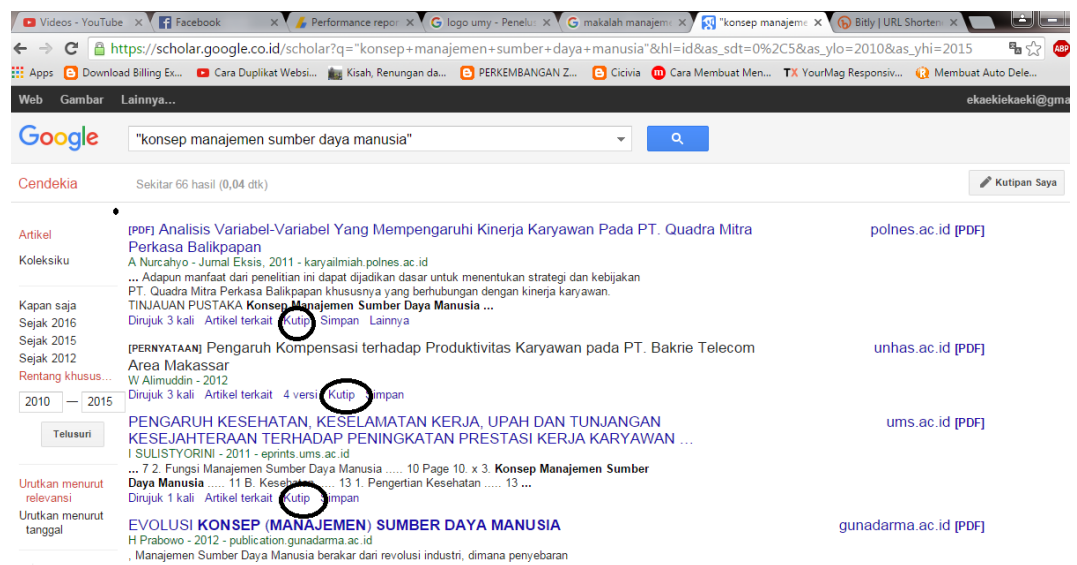 Videos - YouTube
Facebook
Performance repor
logo umy - Penelus
makalah manajeme
"konsep manajeme
Bitly | URL Shortene
https://scholar.google.co.id/scholar?q="konsep+manajemen+sumber+daya+manusia"&hl=id&as_sdt=0%2C5&as_ylo=2010&as_yhi=2015
ABP
Apps Download Billing Ex... Cara Duplikat Websi... Kisah, Renungan da... PERKEMBANGAN Z... Cicivia Cara Membuat Men... TX YourMag Responsiv... Membuat Auto Dele...
Web Gambar Lainnya...
ekaekiekaeki@gma
Google
"konsep manajemen sumber daya manusia"
Cendekia
Sekitar 66 hasil (0,04 dtk)
Kutipan Saya
Artikel
Koleksiku
Kapan saja
Sejak 2016
Sejak 2015
Sejak 2012
Rentang khusus...
2010 — 2015
Telusuri
Urutkan menurut
relevansi
Urutkan menurut
tanggal
[PDF] Analisis Variabel-Variabel Yang Mempengaruhi Kinerja Karyawan Pada PT. Quadra Mitra
Perkasa Balikpapan
A Nurcahyo - Jurnal Eksis, 2011 - karyailmiah.polnes.ac.id
... Adapun manfaat dari penelitian ini dapat dijadikan dasar untuk menentukan strategi dan kebijakan
PT. Quadra Mitra Perkasa Balikpapan khususnya yang berhubungan dengan kinerja karyawan.
TINJAUAN PUSTAKA Konsep Manajemen Sumber Daya Manusia ...
Dirujuk 3 kali Artikel terkait Kutip Simpan Lainnya
polnes.ac.id [PDF]
[PERNYATAAN] Pengaruh Kompensasi terhadap Produktivitas Karyawan pada PT. Bakrie Telecom
Area Makassar
W Alimuddin - 2012
Dirujuk 3 kali Artikel terkait 4 versi Kutip Simpan
unhas.ac.id [PDF]
PENGARUH KESEHATAN, KESELAMATAN KERJA, UPAH DAN TUNJANGAN
KESEJAHTERAAN TERHADAP PENINGKATAN PRESTASI KERJA KARYAWAN ...
I SULISTYORINI - 2011 - eprints.ums.ac.id
... 7 2. Fungsi Manajemen Sumber Daya Manusia ..... 10 Page 10. x 3. Konsep Manajemen Sumber
Daya Manusia ..... 11 B. Kesehatan ..... 13 1. Pengertian Kesehatan ..... 13 ...
Dirujuk 1 kali Artikel terkait Kutip Simpan
ums.ac.id [PDF]
EVOLUSI KONSEP (MANAJEMEN) SUMBER DAYA MANUSIA
H Prabowo - 2012 - publication.gunadarma.ac.id
, Manajemen Sumber Daya Manusia berakar dari revolusi industri, dimana penyebaran
gunadarma.ac.id [PDF]